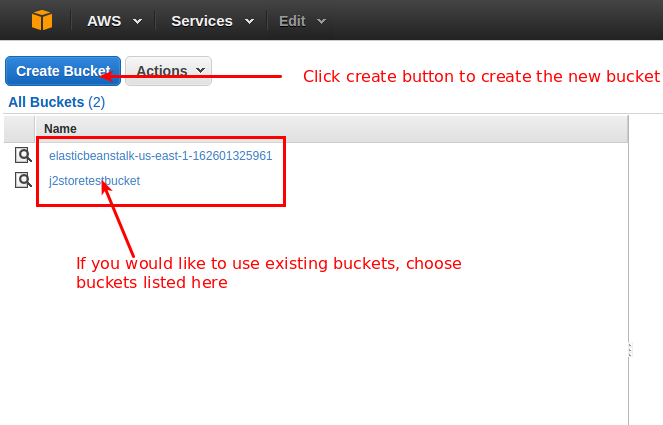 AWS Services Edit
Create Bucket Actions Click create button to create the new bucket
All Buckets (2)
Name
elasticbeanstalk-us-east-1-162601325961
j2storetestbucket
If you would like to use existing buckets, choose
buckets listed here